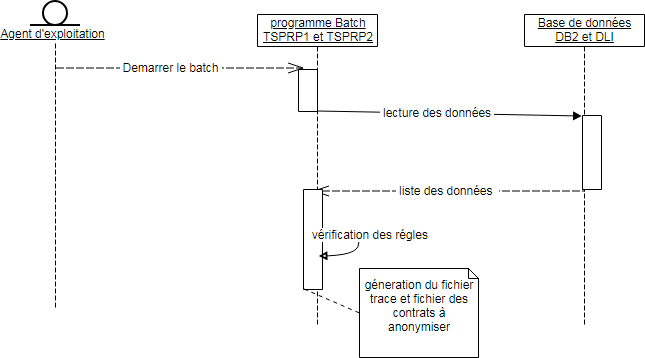 Agent d'exploitation
programme Batch
TSPRP1 et TSPRP2
Base de données
DB2 et DLI
Demarrer le batch
lecture des données
liste des données
vérification des régles
géneration du fichier
trace et fichier des
contrats à
anonymiser